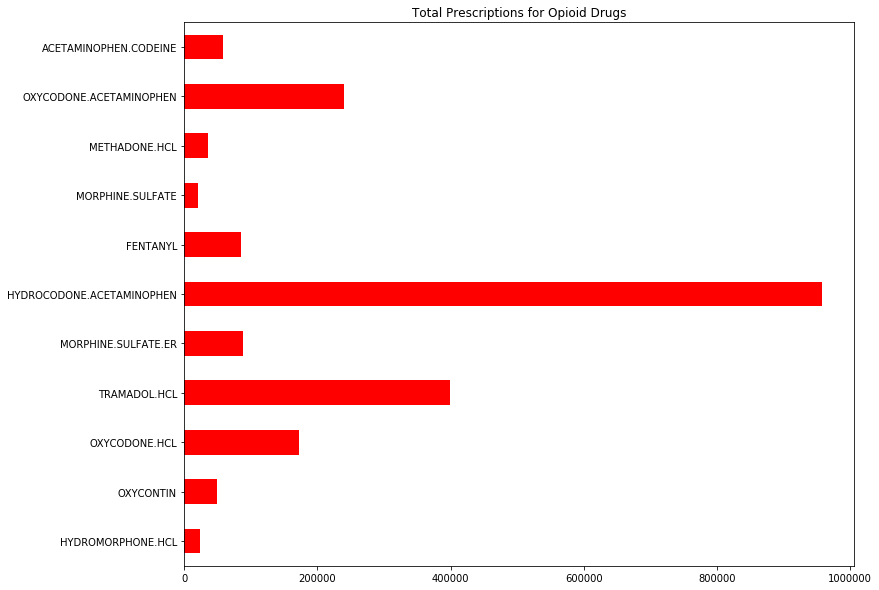 Total Prescriptions for Opioid Drugs
ACETAMINOPHEN.CODEINE
OXYCODONE.ACETAMINOPHEN
METHADONE.HCL
MORPHINE.SULFATE
FENTANYL
HYDROCODONE.ACETAMINOPHEN
MORPHINE.SULFATE.ER
TRAMADOL.HCL
OXYCODONE.HCL
OXYCONTIN
HYDROMORPHONE.HCL
0 200000 400000 600000 800000 1000000